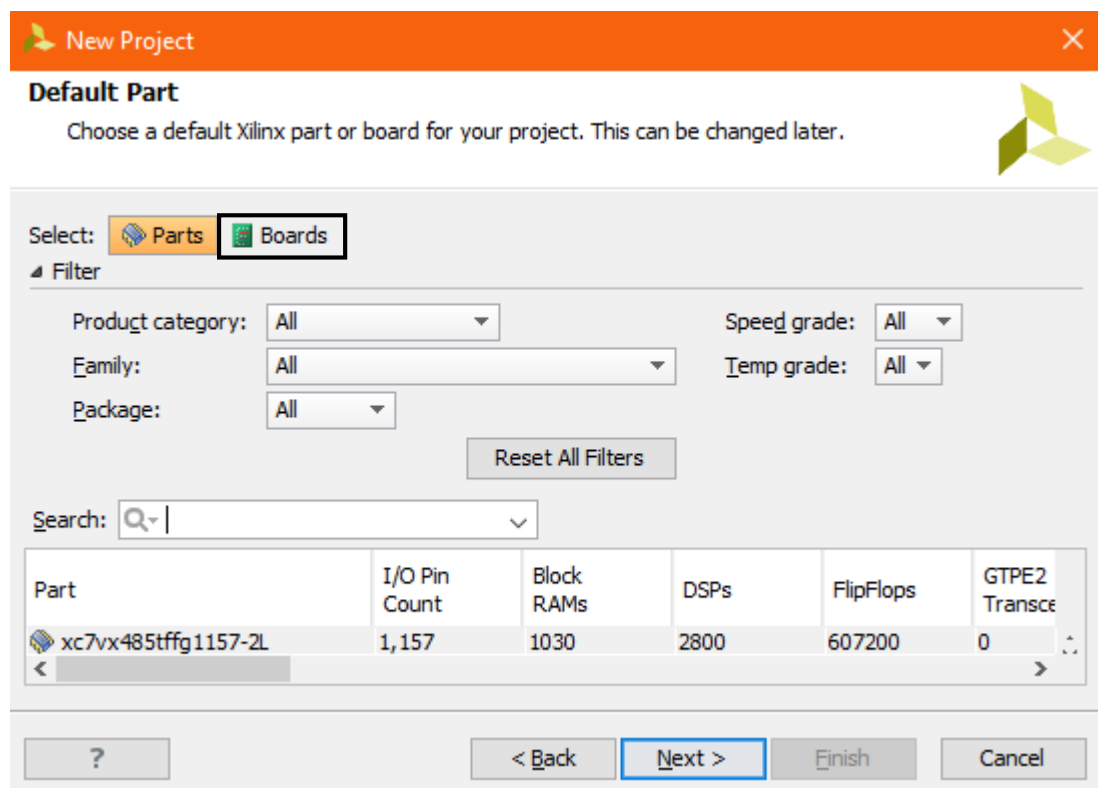 New Project
Default Part
Choose a default Xilinx part or board for your project. This can be changed later.
Select: Parts Boards
Filter
Product category: All Speed grade: All
Family: All Temp grade: All
Package: All
Reset All Filters
Search:
Part I/O Pin Count Block RAMs DSPs FlipFlops GTPE2 Transce
xc7vx485tffg1157-2L 1,157 1030 2800 607200 0
? < Back Next > Finish Cancel